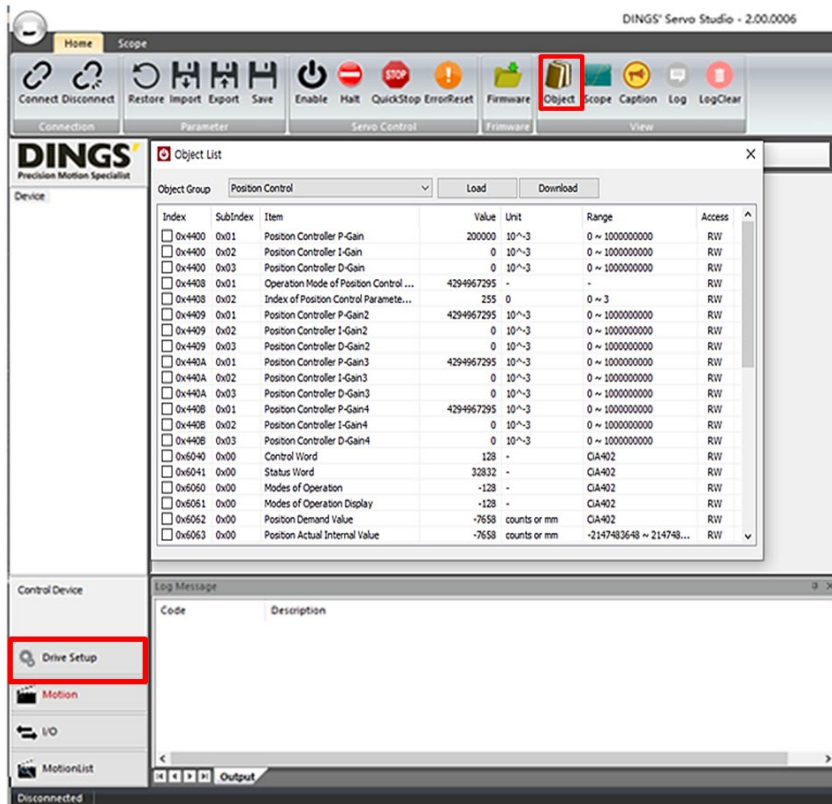 DINGS' Servo Studio - 2.00.0006
Home Scope
Connect Disconnect Restore Import Export Save Enable Halt QuickStop ErrorReset Firmware Object Scope Caption Log LogClear
STOP
Connection Parameter Servo Control Frimware View
DINGS'
Precision Motion Specialist
Device
Object List
Object Group Position Control Load Download
Index SubIndex Item Value Unit Range Access
0x4400 0x01 Position Controller P-Gain 200000 10^-3 0 ~ 1000000000 RW
0x4400 0x02 Position Controller I-Gain 0 10^-3 0 ~ 1000000000 RW
0x4400 0x03 Position Controller D-Gain 0 10^-3 0 ~ 1000000000 RW
0x4408 0x01 Operation Mode of Position Control ... 4294967295 - - RW
0x4408 0x02 Index of Position Control Paramete... 255 0 0 ~ 3 RW
0x4409 0x01 Position Controller P-Gain2 4294967295 10^-3 0 ~ 1000000000 RW
0x4409 0x02 Position Controller I-Gain2 0 10^-3 0 ~ 1000000000 RW
0x4409 0x03 Position Controller D-Gain2 0 10^-3 0 ~ 1000000000 RW
0x440A 0x01 Position Controller P-Gain3 4294967295 10^-3 0 ~ 1000000000 RW
0x440A 0x02 Position Controller I-Gain3 0 10^-3 0 ~ 1000000000 RW
0x440A 0x03 Position Controller D-Gain3 0 10^-3 0 ~ 1000000000 RW
0x440B 0x01 Position Controller P-Gain4 4294967295 10^-3 0 ~ 1000000000 RW
0x440B 0x02 Position Controller I-Gain4 0 10^-3 0 ~ 1000000000 RW
0x440B 0x03 Position Controller D-Gain4 0 10^-3 0 ~ 1000000000 RW
0x6040 0x00 Control Word 128 - CiA402 RW
0x6041 0x00 Status Word 32832 - CiA402 RW
0x6060 0x00 Modes of Operation -128 - CiA402 RW
0x6061 0x00 Modes of Operation Display -128 - CiA402 RW
0x6062 0x00 Position Demand Value -7658 counts or mm CiA402 RW
0x6063 0x00 Position Actual Internal Value -7658 counts or mm -2147483648 ~ 214748... RW
Control Device
Log Message
Code Description
Drive Setup
Motion
I/O
MotionList
Output
Disconnected